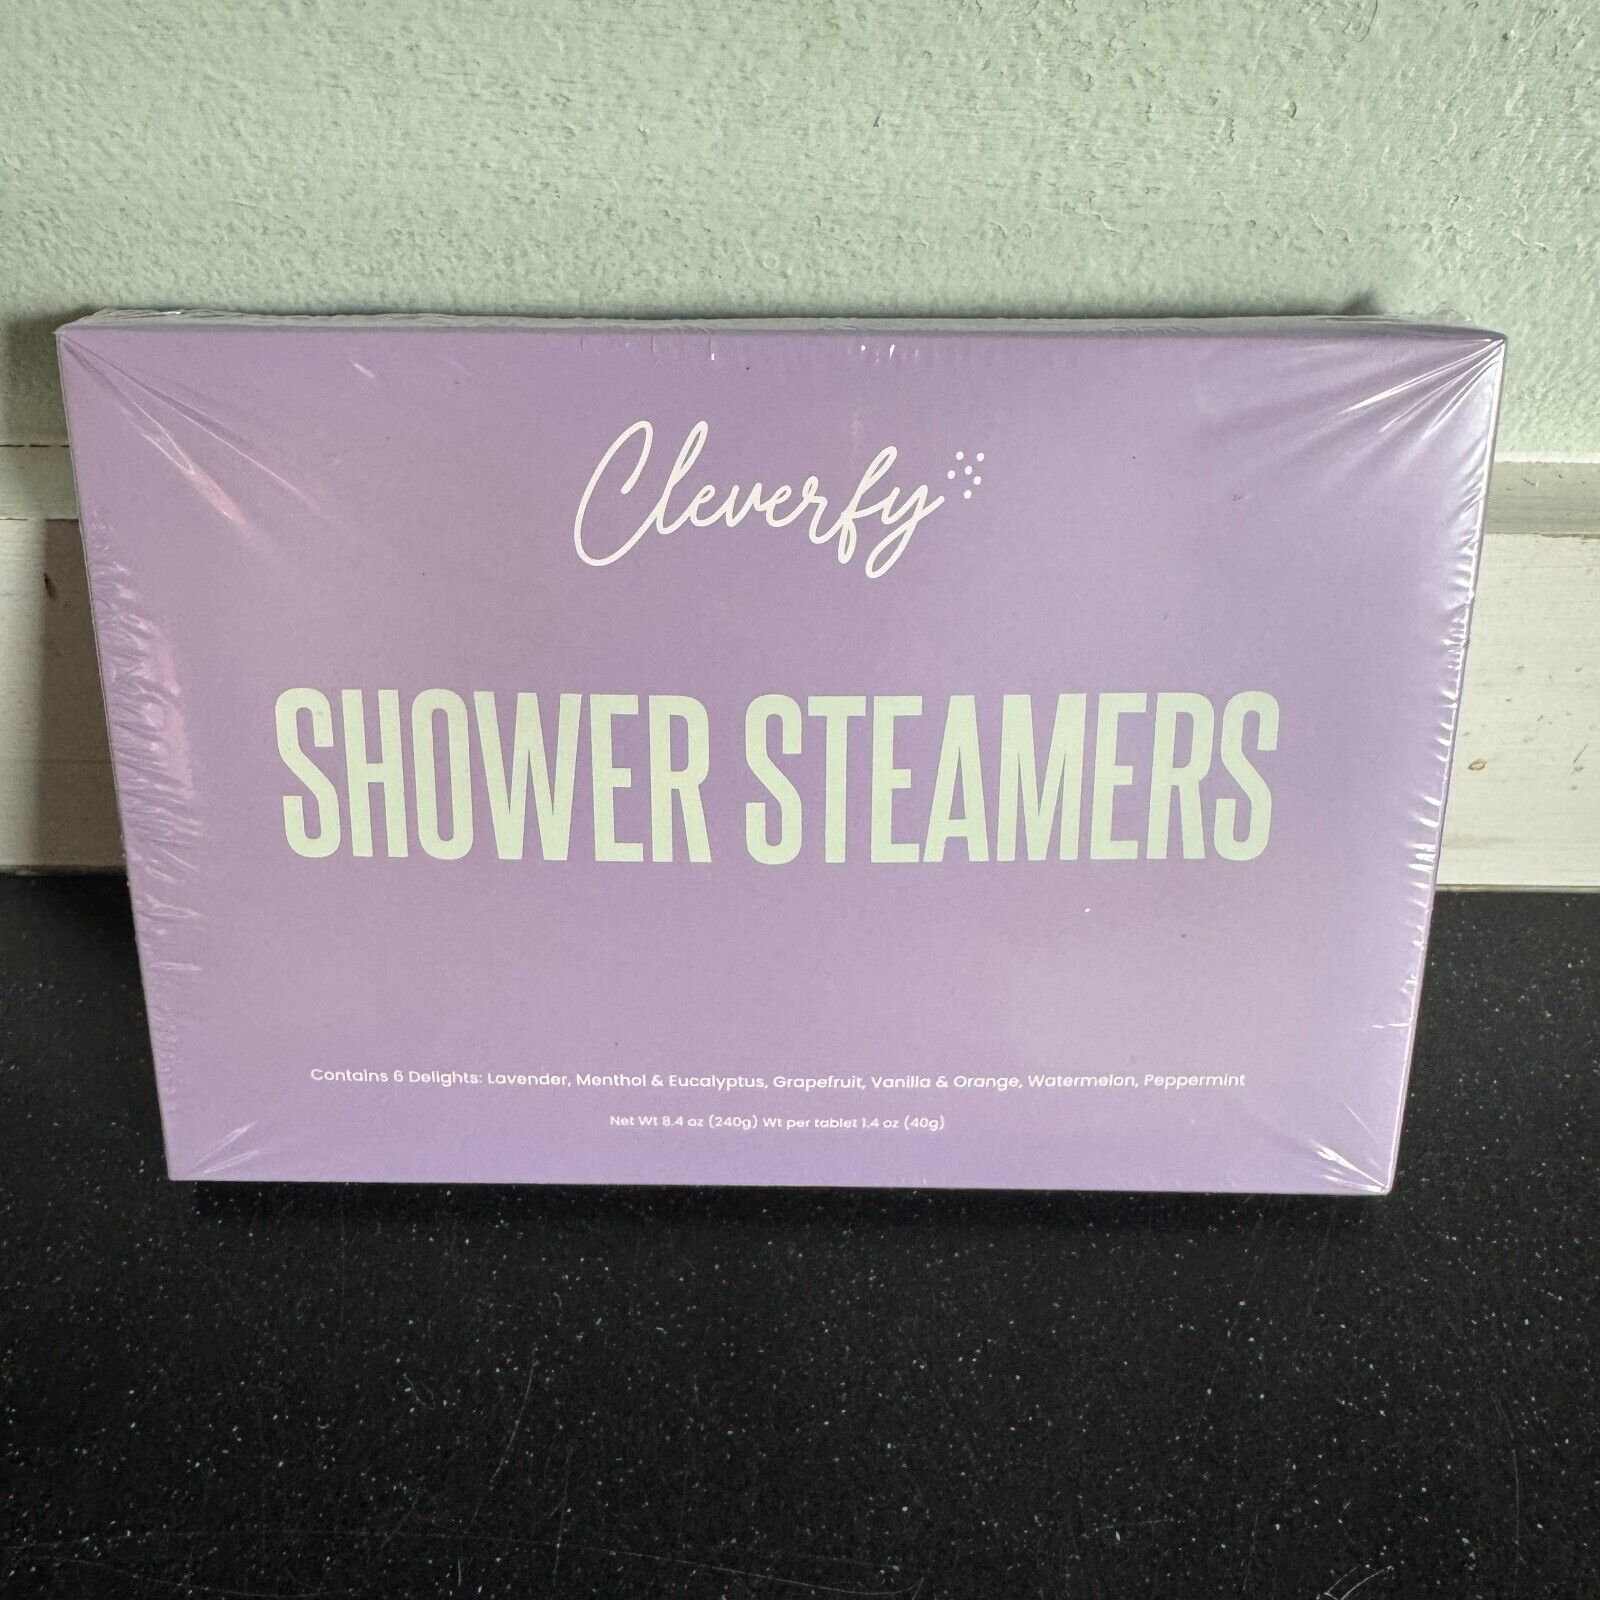 Cleverfy
SHOWER STEAMERS
Contains 6 Delights: Lavender, Menthol & Eucalyptus, Grapefruit, Vanilla & Orange, Watermelon, Peppermint
Net Wt 8.4 oz (240g) Wt per tablet 1.4 oz (40g)